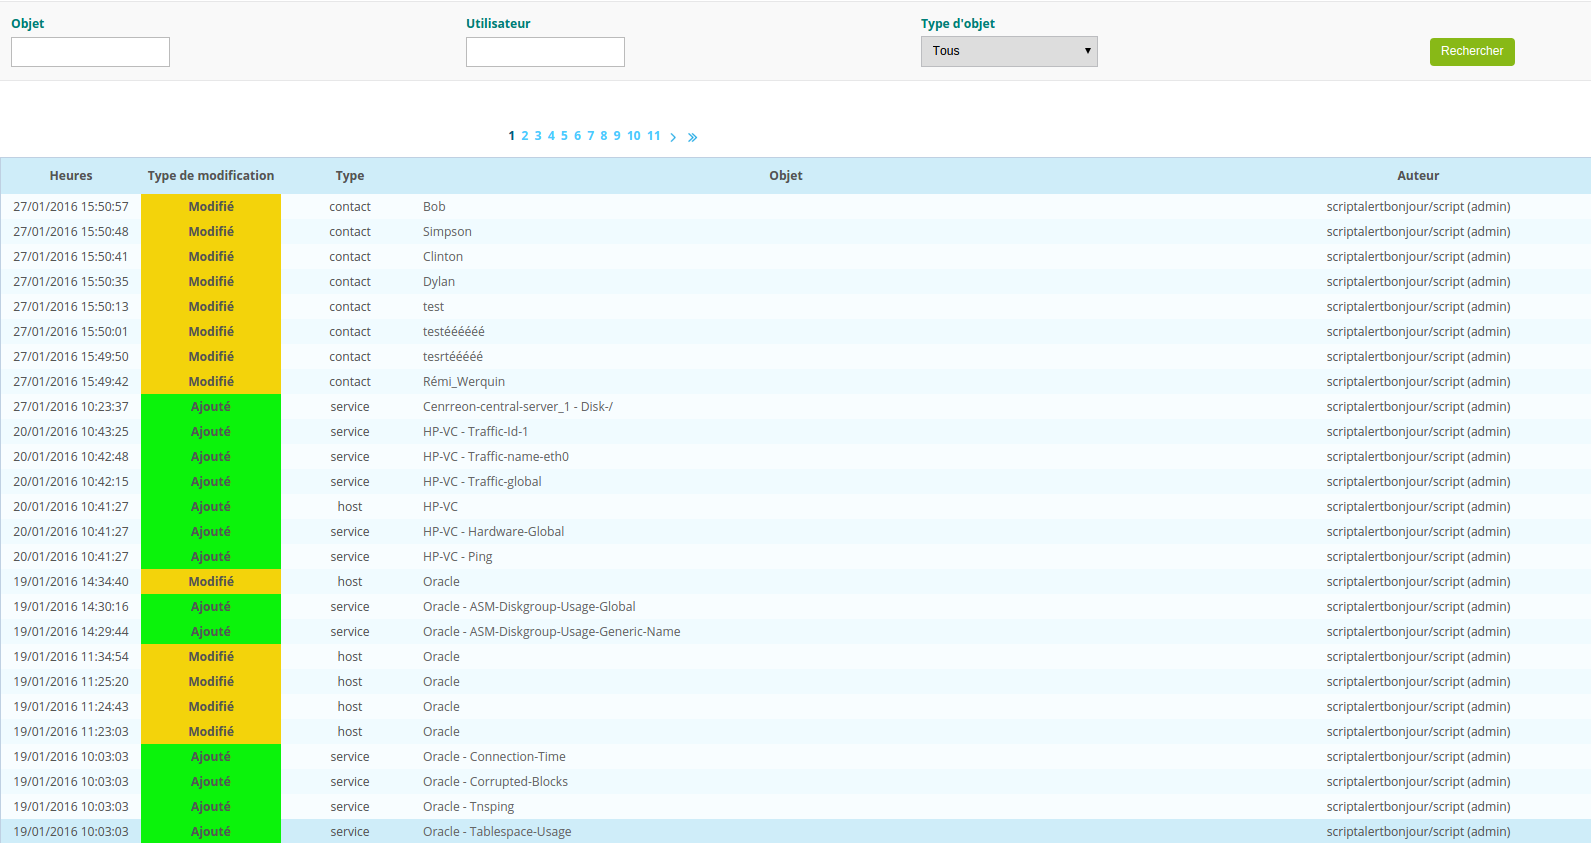 Objet Utilisateur Type d'objet
Tous Rechercher
1 2 3 4 5 6 7 8 9 10 11 > »
Heures Type de modification Type Objet Auteur
27/01/2016 15:50:57 Modifié contact Bob scriptalertbonjour/script (admin)
27/01/2016 15:50:48 Modifié contact Simpson scriptalertbonjour/script (admin)
27/01/2016 15:50:41 Modifié contact Clinton scriptalertbonjour/script (admin)
27/01/2016 15:50:35 Modifié contact Dylan scriptalertbonjour/script (admin)
27/01/2016 15:50:13 Modifié contact test scriptalertbonjour/script (admin)
27/01/2016 15:50:01 Modifié contact testéééééé scriptalertbonjour/script (admin)
27/01/2016 15:49:50 Modifié contact tesrtééééé scriptalertbonjour/script (admin)
27/01/2016 15:49:42 Modifié contact Rémi_Werquin scriptalertbonjour/script (admin)
27/01/2016 10:23:37 Ajouté service Cenrreon-central-server_1 - Disk-/ scriptalertbonjour/script (admin)
20/01/2016 10:43:25 Ajouté service HP-VC - Traffic-Id-1 scriptalertbonjour/script (admin)
20/01/2016 10:42:48 Ajouté service HP-VC - Traffic-name-eth0 scriptalertbonjour/script (admin)
20/01/2016 10:42:15 Ajouté service HP-VC - Traffic-global scriptalertbonjour/script (admin)
20/01/2016 10:41:27 Ajouté host HP-VC scriptalertbonjour/script (admin)
20/01/2016 10:41:27 Ajouté service HP-VC - Hardware-Global scriptalertbonjour/script (admin)
20/01/2016 10:41:27 Ajouté service HP-VC - Ping scriptalertbonjour/script (admin)
19/01/2016 14:34:40 Modifié host Oracle scriptalertbonjour/script (admin)
19/01/2016 14:30:16 Ajouté service Oracle - ASM-Diskgroup-Usage-Global scriptalertbonjour/script (admin)
19/01/2016 14:29:44 Ajouté service Oracle - ASM-Diskgroup-Usage-Generic-Name scriptalertbonjour/script (admin)
19/01/2016 11:34:54 Modifié host Oracle scriptalertbonjour/script (admin)
19/01/2016 11:25:20 Modifié host Oracle scriptalertbonjour/script (admin)
19/01/2016 11:24:43 Modifié host Oracle scriptalertbonjour/script (admin)
19/01/2016 11:23:03 Modifié host Oracle scriptalertbonjour/script (admin)
19/01/2016 10:03:03 Ajouté service Oracle - Connection-Time scriptalertbonjour/script (admin)
19/01/2016 10:03:03 Ajouté service Oracle - Corrupted-Blocks scriptalertbonjour/script (admin)
19/01/2016 10:03:03 Ajouté service Oracle - Tnsping scriptalertbonjour/script (admin)
19/01/2016 10:03:03 Ajouté service Oracle - Tablespace-Usage scriptalertbonjour/script (admin)